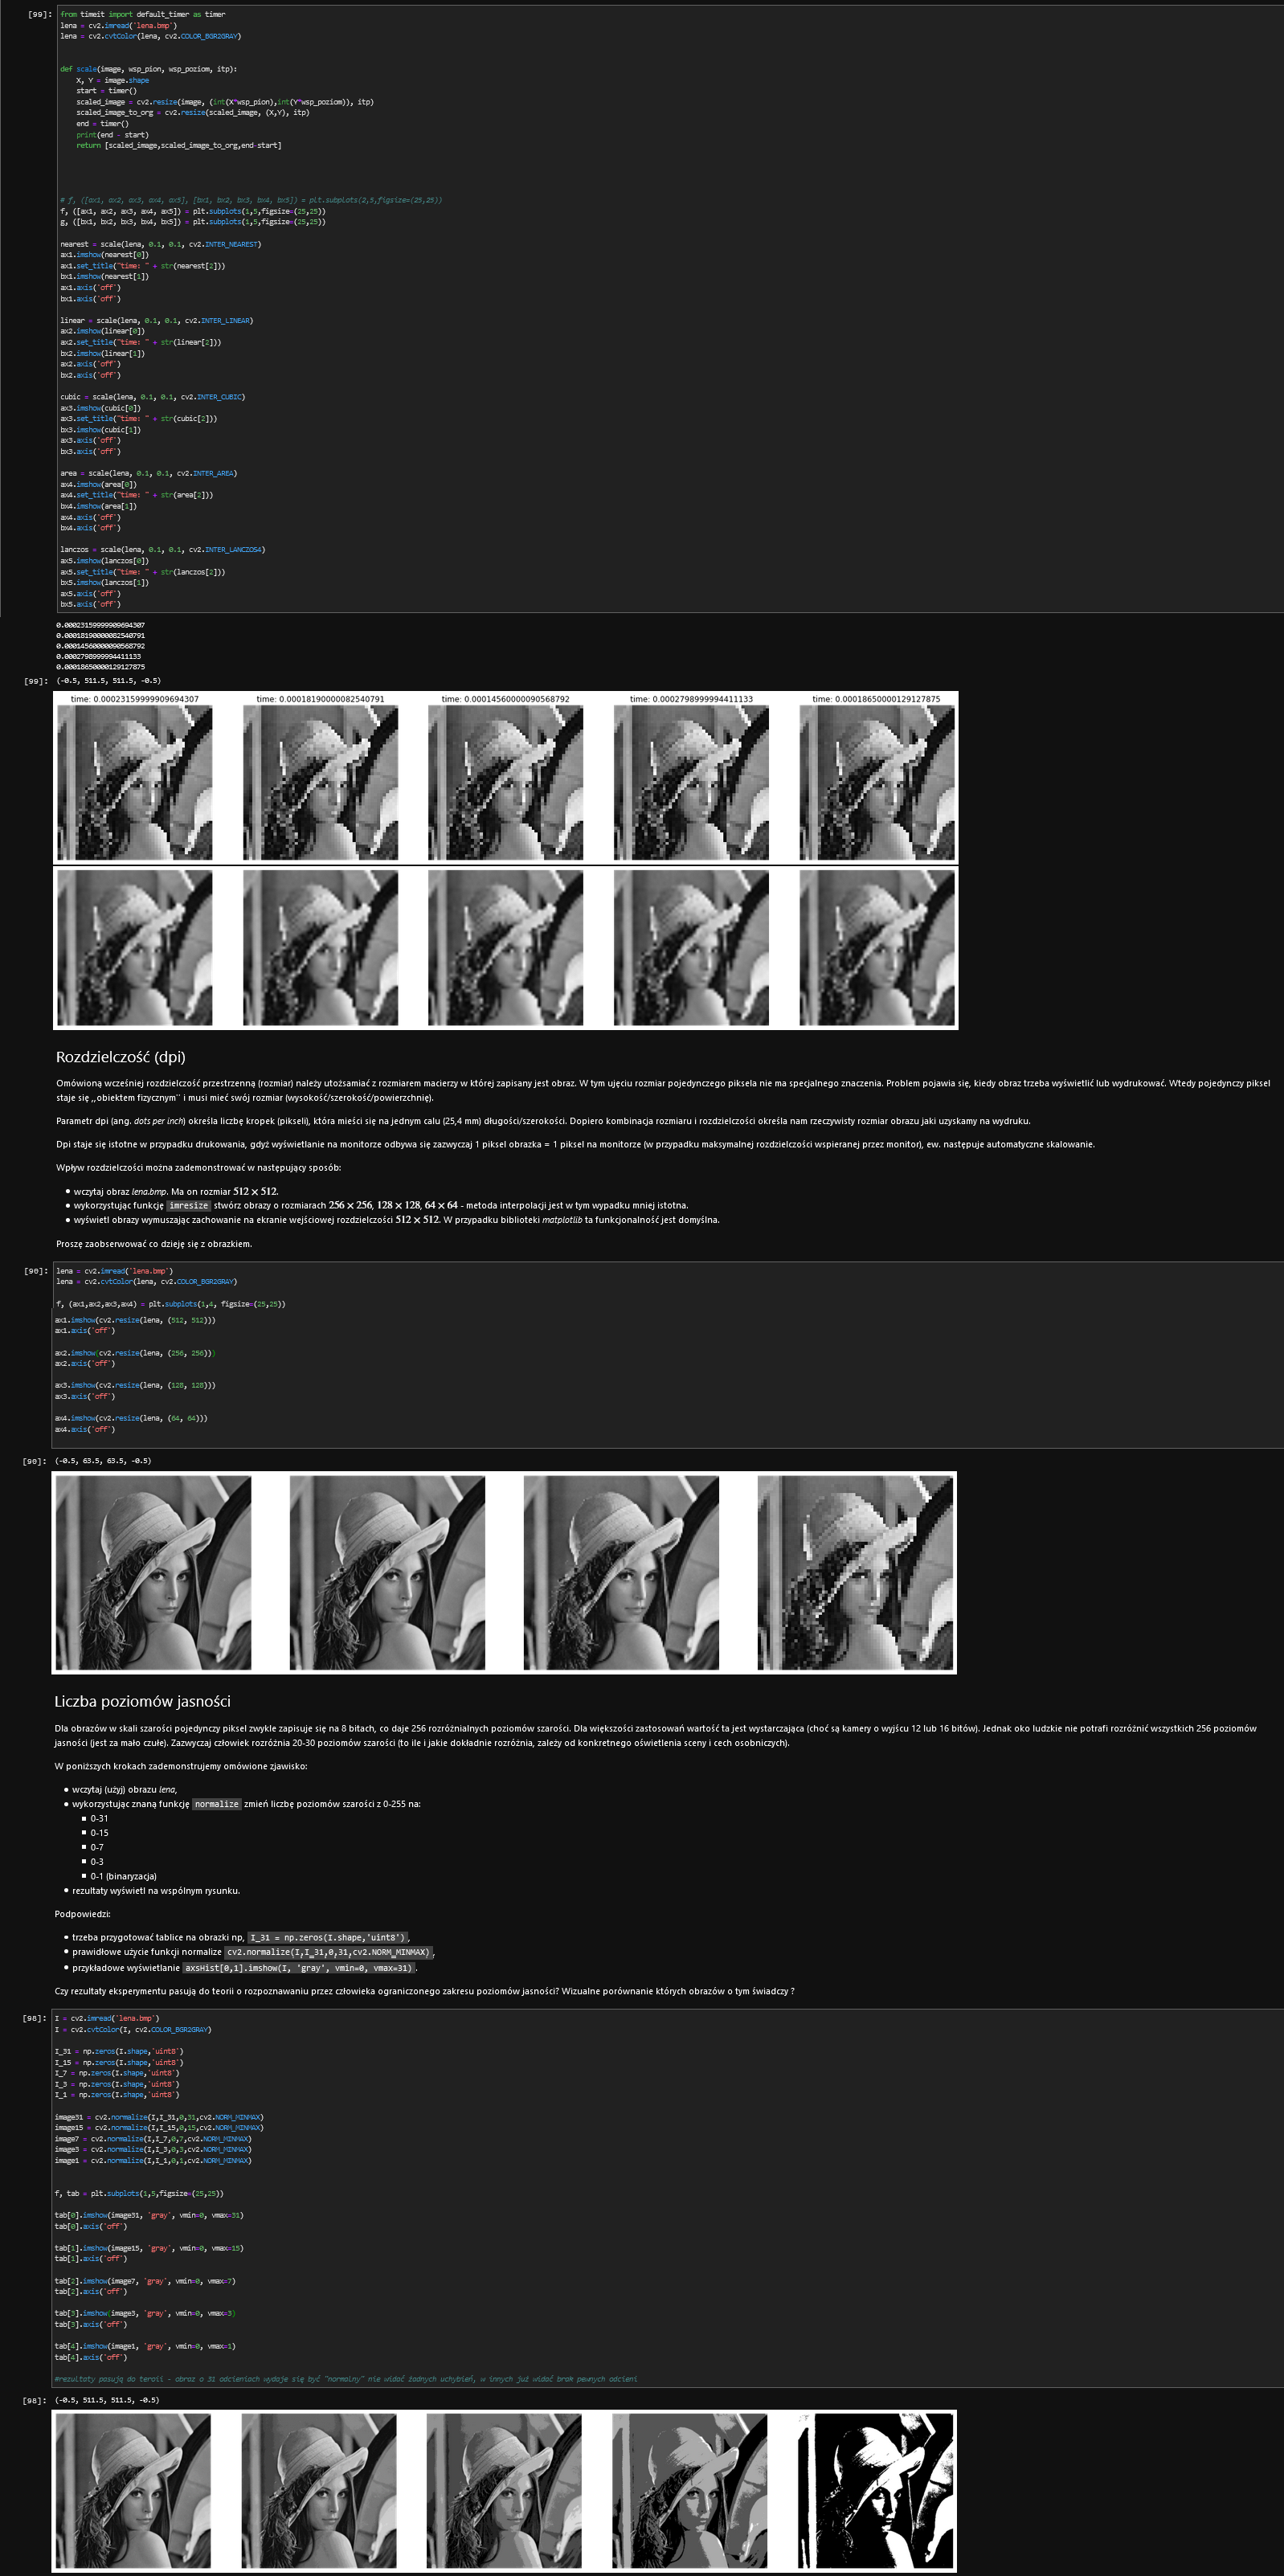 [99]:
from timeit import default_timer as timer
lena = cv2.imread('lena.bmp')
lena = cv2.cvtColor(lena, cv2.COLOR_BGR2GRAY)
def scale(image, wsp_pion, wsp_poziom, itp):
X, Y = image.shape
start = timer()
scaled_image = cv2.resize(image, (int(X*wsp_pion),int(Y*wsp_poziom)), itp)
scaled_image_to_org = cv2.resize(scaled_image, (X,Y), itp)
end = timer()
print(end - start)
return [scaled_image,scaled_image_to_org,end-start]
# f, ([ax1, ax2, ax3, ax4, ax5], [bx1, bx2, bx3, bx4, bx5]) = plt.subplots(2,5,figsize=(25,25))
f, ([ax1, ax2, ax3, ax4, ax5]) = plt.subplots(1,5,figsize=(25,25))
g, ([bx1, bx2, bx3, bx4, bx5]) = plt.subplots(1,5,figsize=(25,25))
nearest = scale(lena, 0.1, 0.1, cv2.INTER_NEAREST)
ax1.imshow(nearest[0])
ax1.set_title("time: " + str(nearest[2]))
bx1.imshow(nearest[1])
ax1.axis('off')
bx1.axis('off')
linear = scale(lena, 0.1, 0.1, cv2.INTER_LINEAR)
ax2.imshow(linear[0])
ax2.set_title("time: " + str(linear[2]))
bx2.imshow(linear[1])
ax2.axis('off')
bx2.axis('off')
cubic = scale(lena, 0.1, 0.1, cv2.INTER_CUBIC)
ax3.imshow(cubic[0])
ax3.set_title("time: " + str(cubic[2]))
bx3.imshow(cubic[1])
ax3.axis('off')
bx3.axis('off')
area = scale(lena, 0.1, 0.1, cv2.INTER_AREA)
ax4.imshow(area[0])
ax4.set_title("time: " + str(area[2]))
bx4.imshow(area[1])
ax4.axis('off')
bx4.axis('off')
lanczos = scale(lena, 0.1, 0.1, cv2.INTER_LANCZOS4)
ax5.imshow(lanczos[0])
ax5.set_title("time: " + str(lanczos[2]))
bx5.imshow(lanczos[1])
ax5.axis('off')
bx5.axis('off')
0.00023159999909694307
0.00018190000082540791
0.00014560000090568792
0.0002798999994411133
0.00018650000129127875
[99]: (-0.5, 511.5, 511.5, -0.5)
time: 0.00023159999909694307 time: 0.00018190000082540791 time: 0.00014560000090568792 time: 0.0002798999994411133 time: 0.00018650000129127875
Rozdzielczość (dpi)
Omówioną wcześniej rozdzielczość przestrzenną (rozmiar) należy utożsamiać z rozmiarem macierzy w której zapisany jest obraz. W tym ujęciu rozmiar pojedynczego piksela nie ma specjalnego znaczenia. Problem pojawia się, kiedy obraz trzeba wyświetlić lub wydrukować. Wtedy pojedynczy piksel
staje się ,,obiektem fizycznym'' i musi mieć swój rozmiar (wysokość/szerokość/powierzchnię).
Parametr dpi (ang. dots per inch) określa liczbę kropek (pikseli), która mieści się na jednym calu (25,4 mm) długości/szerokości. Dopiero kombinacja rozmiaru i rozdzielczości określa nam rzeczywisty rozmiar obrazu jaki uzyskamy na wydruku.
Dpi staje się istotne w przypadku drukowania, gdyż wyświetlanie na monitorze odbywa się zazwyczaj 1 piksel obrazka = 1 piksel na monitorze (w przypadku maksymalnej rozdzielczości wspieranej przez monitor), ew. następuje automatyczne skalowanie.
Wpływ rozdzielczości można zademonstrować w następujący sposób:
• wczytaj obraz lena.bmp. Ma on rozmiar 512 × 512.
• wykorzystując funkcję imresize stwórz obrazy o rozmiarach 256 × 256, 128 × 128, 64 × 64 - metoda interpolacji jest w tym wypadku mniej istotna.
• wyświetl obrazy wymuszając zachowanie na ekranie wejściowej rozdzielczości 512 × 512. W przypadku biblioteki matplotlib ta funkcjonalność jest domyślna.
Proszę zaobserwować co dzieję się z obrazkiem.
[90]:
lena = cv2.imread('lena.bmp')
lena = cv2.cvtColor(lena, cv2.COLOR_BGR2GRAY)
f, (ax1,ax2,ax3,ax4) = plt.subplots(1,4, figsize=(25,25))
ax1.imshow(cv2.resize(lena, (512, 512)))
ax1.axis('off')
ax2.imshow(cv2.resize(lena, (256, 256)))
ax2.axis('off')
ax3.imshow(cv2.resize(lena, (128, 128)))
ax3.axis('off')
ax4.imshow(cv2.resize(lena, (64, 64)))
ax4.axis('off')
[90]: (-0.5, 63.5, 63.5, -0.5)
Liczba poziomów jasności
Dla obrazów w skali szarości pojedynczy piksel zwykle zapisuje się na 8 bitach, co daje 256 rozróżnialnych poziomów szarości. Dla większości zastosowań wartość ta jest wystarczająca (choć są kamery o wyjścu 12 lub 16 bitów). Jednak oko ludzkie nie potrafi rozróżnić wszystkich 256 poziomów
jasności (jest za mało czułe). Zazwyczaj człowiek rozróżnia 20-30 poziomów szarości (to ile i jakie dokładnie rozróżnia, zależy od konkretnego oświetlenia sceny i cech osobniczych).
W poniższych krokach zademonstrujemy omówione zjawisko:
• wczytaj (użyj) obrazu lena,
• wykorzystując znaną funkcję normalize zmień liczbę poziomów szarości z 0-255 na:
▪ 0-31
▪ 0-15
▪ 0-7
▪ 0-3
▪ 0-1 (binaryzacja)
• rezultaty wyświetl na wspólnym rysunku.
Podpowiedzi:
• trzeba przygotować tablice na obrazki np, I_31 = np.zeros(I.shape,'uint8') ,
• prawidłowe użycie funkcji normalize cv2.normalize(I,I_31,0,31,cv2.NORM_MINMAX) ,
• przykładowe wyświetlanie axsHist[0,1].imshow(I, 'gray', vmin=0, vmax=31) .
Czy rezultaty eksperymentu pasują do teorii o rozpoznawaniu przez człowieka ograniczonego zakresu poziomów jasności? Wizualne porównanie których obrazów o tym świadczy ?
[98]:
I = cv2.imread('lena.bmp')
I = cv2.cvtColor(I, cv2.COLOR_BGR2GRAY)
I_31 = np.zeros(I.shape,'uint8')
I_15 = np.zeros(I.shape,'uint8')
I_7 = np.zeros(I.shape,'uint8')
I_3 = np.zeros(I.shape,'uint8')
I_1 = np.zeros(I.shape,'uint8')
image31 = cv2.normalize(I,I_31,0,31,cv2.NORM_MINMAX)
image15 = cv2.normalize(I,I_15,0,15,cv2.NORM_MINMAX)
image7 = cv2.normalize(I,I_7,0,7,cv2.NORM_MINMAX)
image3 = cv2.normalize(I,I_3,0,3,cv2.NORM_MINMAX)
image1 = cv2.normalize(I,I_1,0,1,cv2.NORM_MINMAX)
f, tab = plt.subplots(1,5,figsize=(25,25))
tab[0].imshow(image31, 'gray', vmin=0, vmax=31)
tab[0].axis('off')
tab[1].imshow(image15, 'gray', vmin=0, vmax=15)
tab[1].axis('off')
tab[2].imshow(image7, 'gray', vmin=0, vmax=7)
tab[2].axis('off')
tab[3].imshow(image3, 'gray', vmin=0, vmax=3)
tab[3].axis('off')
tab[4].imshow(image1, 'gray', vmin=0, vmax=1)
tab[4].axis('off')
#rezultaty pasują do teroii - obraz o 31 odcieniach wydaje się być "normalny" nie widać żadnych uchybień, w innych już widać brak pewnych odcieni
[98]: (-0.5, 511.5, 511.5, -0.5)